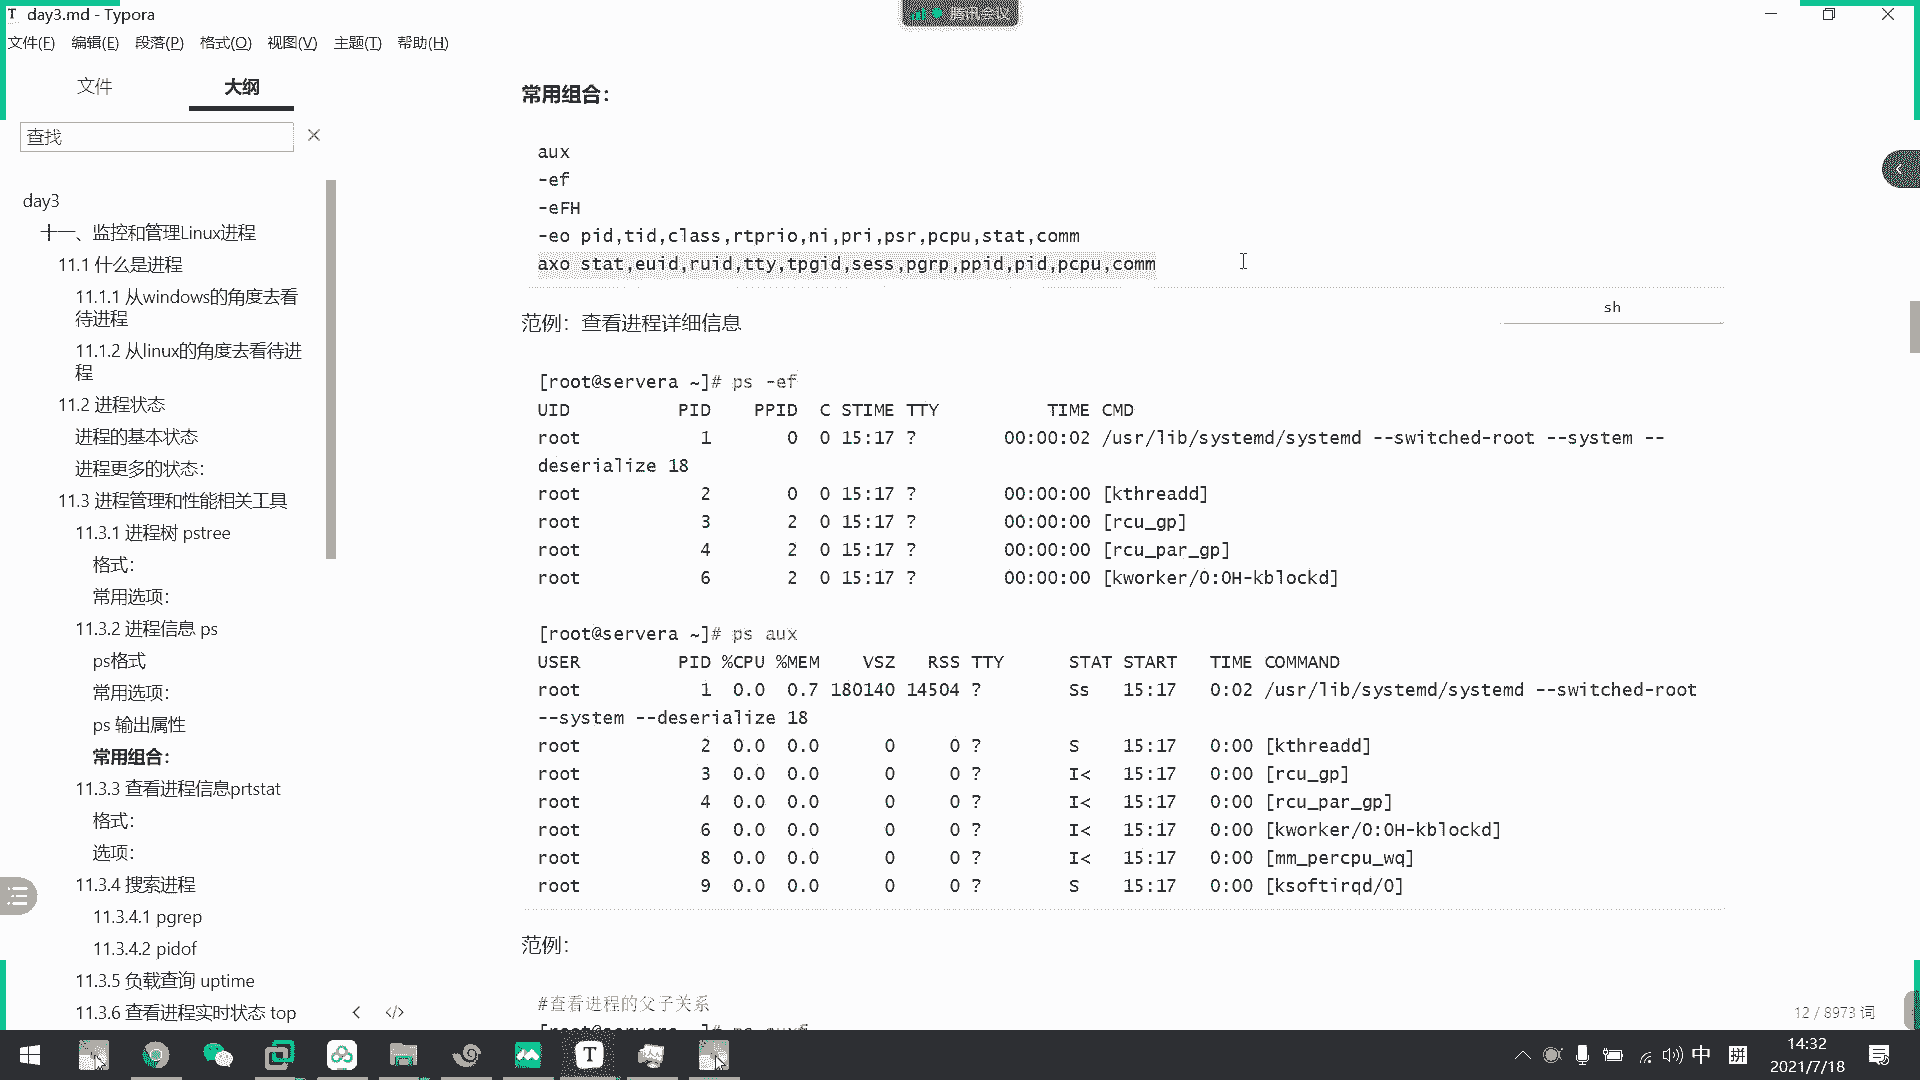 day3.md - Typora
腾讯会议
文件(F) 编辑(E) 段落(P) 格式(O) 视图(V) 主题(T) 帮助(H)
文件 大纲
查找
day3
十一、监控和管理Linux进程
11.1 什么是进程
11.1.1 从windows的角度去看
待进程
11.1.2 从linux的角度去看待进
程
11.2 进程状态
进程的基本状态
进程更多的状态:
11.3 进程管理和性能相关工具
11.3.1 进程树 pstree
格式:
常用选项:
11.3.2 进程信息 ps
ps格式
常用选项:
ps 输出属性
常用组合:
11.3.3 查看进程信息prtstat
格式:
选项:
11.3.4 搜索进程
11.3.4.1 pgrep
11.3.4.2 pidof
11.3.5 负载查询 uptime
11.3.6 查看进程实时状态 top
常用组合:
aux
-ef
-eFH
-eo pid,tid,class,rtprio,ni,pri,psr,pcpu,stat,comm
axo stat,euid,ruid,tty,tpgid,sess,pgrp,ppid,pid,pcpu,comm
sh
范例: 查看进程详细信息
[root@servera ~]# ps -ef
UID PID PPID C STIME TTY TIME CMD
root 1 0 0 15:17 ? 00:00:02 /usr/lib/systemd/systemd --switched-root --system --
deserialize 18
root 2 0 0 15:17 ? 00:00:00 [kthreadd]
root 3 2 0 15:17 ? 00:00:00 [rcu_gp]
root 4 2 0 15:17 ? 00:00:00 [rcu_par_gp]
root 6 2 0 15:17 ? 00:00:00 [kworker/0:0H-kblockd]
[root@servera ~]# ps aux
USER PID %CPU %MEM VSZ RSS TTY STAT START TIME COMMAND
root 1 0.0 0.7 180140 14504 ? Ss 15:17 0:02 /usr/lib/systemd/systemd --switched-root
--system --deserialize 18
root 2 0.0 0.0 0 0 ? S 15:17 0:00 [kthreadd]
root 3 0.0 0.0 0 0 ? I< 15:17 0:00 [rcu_gp]
root 4 0.0 0.0 0 0 ? I< 15:17 0:00 [rcu_par_gp]
root 6 0.0 0.0 0 0 ? I< 15:17 0:00 [kworker/0:0H-kblockd]
root 8 0.0 0.0 0 0 ? I< 15:17 0:00 [mm_percpu_wq]
root 9 0.0 0.0 0 0 ? S 15:17 0:00 [ksoftirqd/0]
范例:
#查看进程的父子关系
[root@servera ~]# ps auxf
12 / 8973 词
中 拼
14:32
2021/7/18